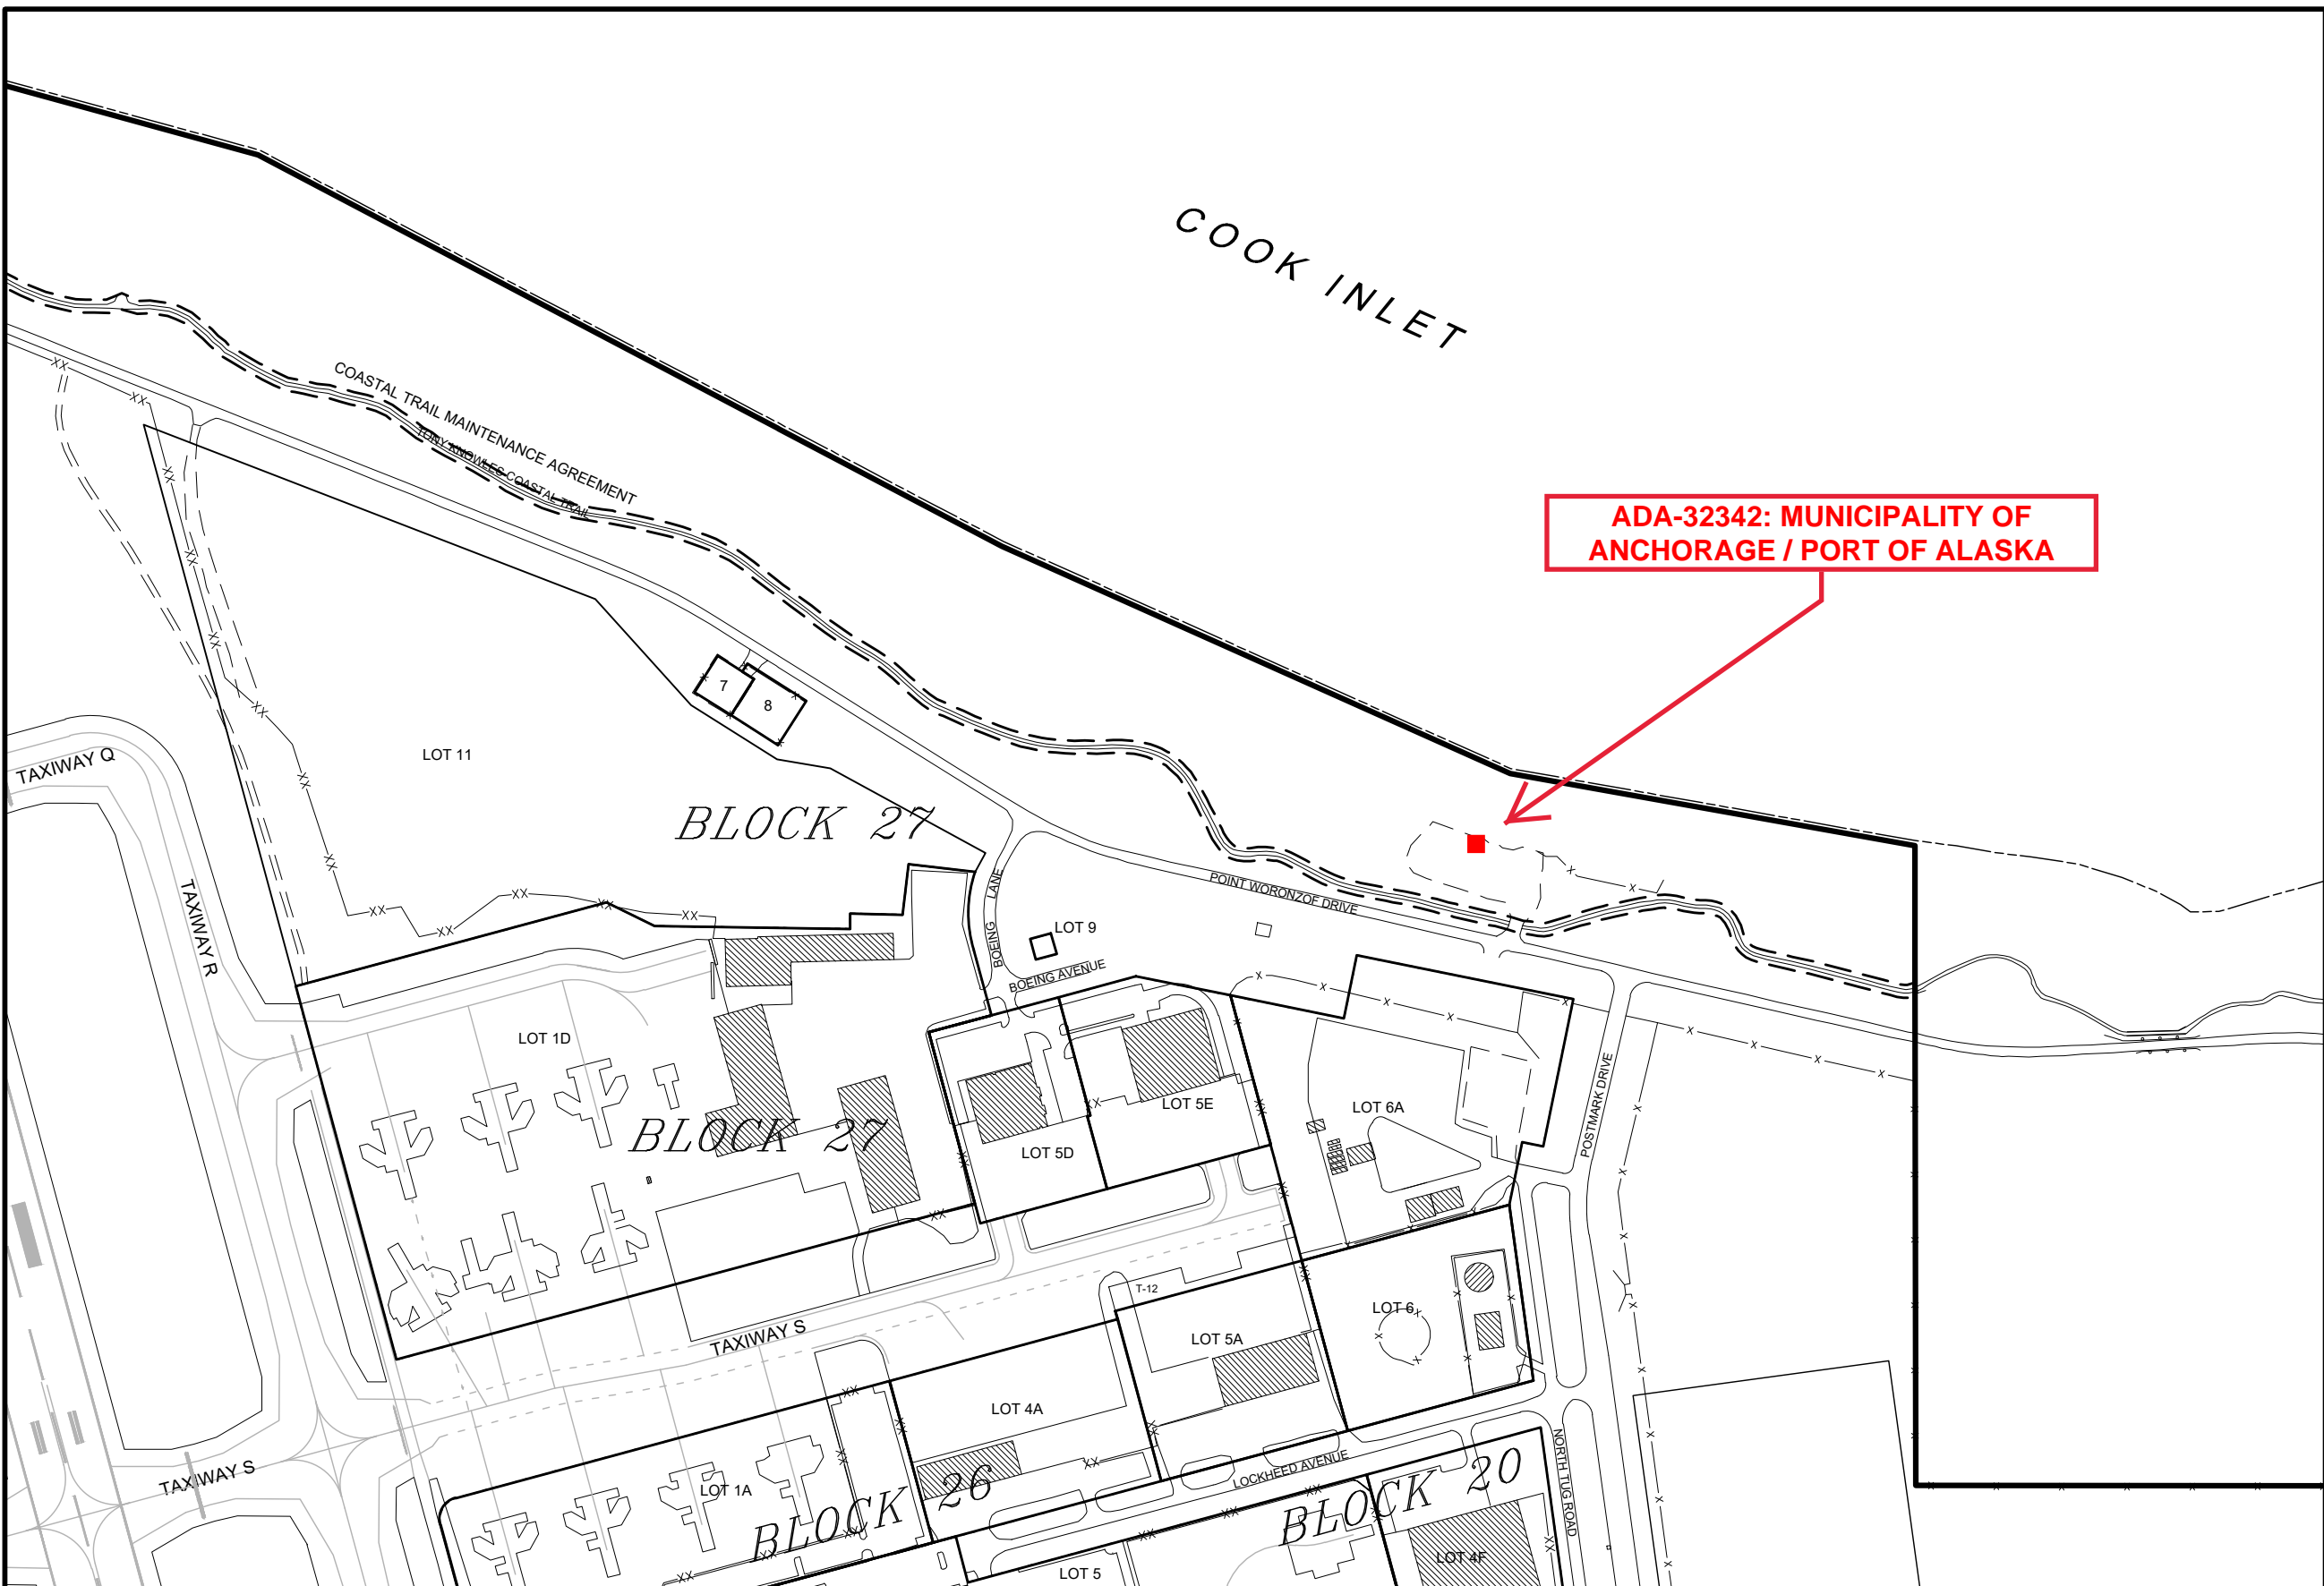 COOK INLET
COASTAL TRAIL MAINTENANCE AGREEMENT
TONY KNOWLES COASTAL TRAIL
ADA-32342: MUNICIPALITY OF
ANCHORAGE / PORT OF ALASKA
7
8
LOT 11
TAXIWAY Q
BLOCK 27
TAXIWAY R
BOEING LANE
POINT WORONZOF DRIVE
LOT 9
BOEING AVENUE
LOT 1D
LOT 5E
LOT 6A
POSTMARK DRIVE
BLOCK 27
LOT 5D
T-12
LOT 6
TAXIWAY S
LOT 5A
LOT 4A
TAXIWAY S
LOCKHEED AVENUE
NORTH TUG ROAD
LOT 1A
BLOCK 26
BLOCK 20
LOT 4F
LOT 5